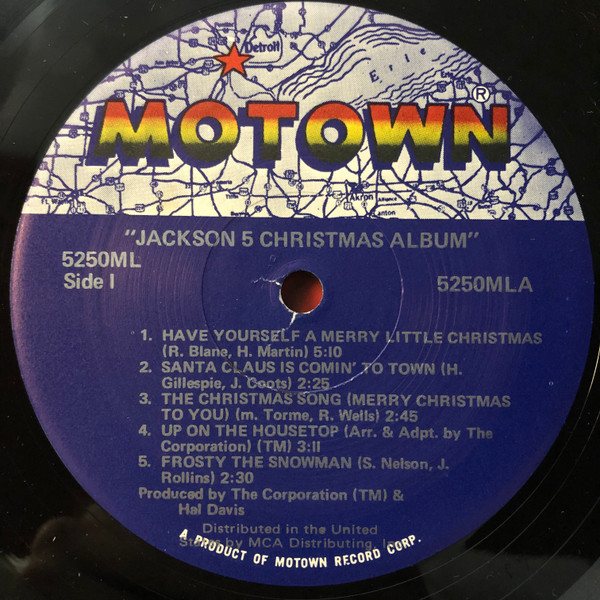 Detroit
Erie
MOTOWN®
Akron
Canton
"JACKSON 5 CHRISTMAS ALBUM"
5250ML
Side I
5250MLA
1. HAVE YOURSELF A MERRY LITTLE CHRISTMAS
(R. Blane, H. Martin) 5:10
2. SANTA CLAUS IS COMIN' TO TOWN (H.
Gillespie, J. Coots) 2:25
3. THE CHRISTMAS SONG (MERRY CHRISTMAS
TO YOU) (m. Torme, R. Wells) 2:45
4. UP ON THE HOUSETOP (Arr. & Adpt. by The
Corporation) (TM) 3:11
5. FROSTY THE SNOWMAN (S. Nelson, J.
Rollins) 2:30
Produced by The Corporation (TM) &
Hal Davis
Distributed in the United
by MCA Distributing,
A PRODUCT OF MOTOWN RECORD CORP.